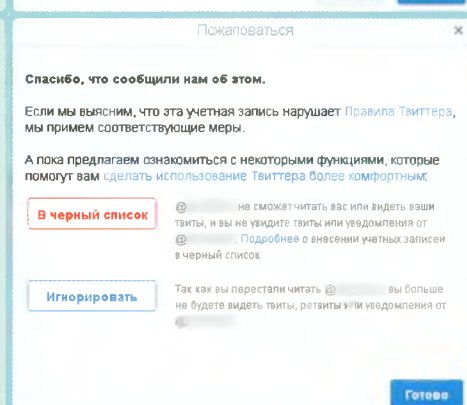 Пожаловаться ×
Спасибо, что сообщили нам об этом.
Если мы выясним, что эта учетная запись нарушает Правила Твиттера,
мы примем соответствующие меры.
А пока предлагаем ознакомиться с некоторыми функциями, которые
помогут вам сделать использование Твиттера более комфортным:
В черный список
@ не сможет читать вас или видеть ваши
твиты, и вы не увидите твиты или уведомления от
@ . Подробнее о внесении учетных записей
в черный список
Игнорировать
Так как вы перестали читать @ вы больше
не будете видеть твиты, ретвиты или уведомления от
@
Готово